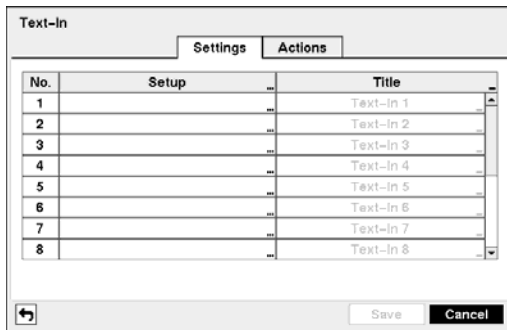 Text-In
Settings Actions
No. Setup ... Title _
1 ... Text-In 1 _
2 ... Text-In 2 _
3 ... Text-In 3 _
4 ... Text-In 4 _
5 ... Text-In 5 _
6 ... Text-In 6 _
7 ... Text-In 7 _
8 ... Text-In 8 _
Save Cancel